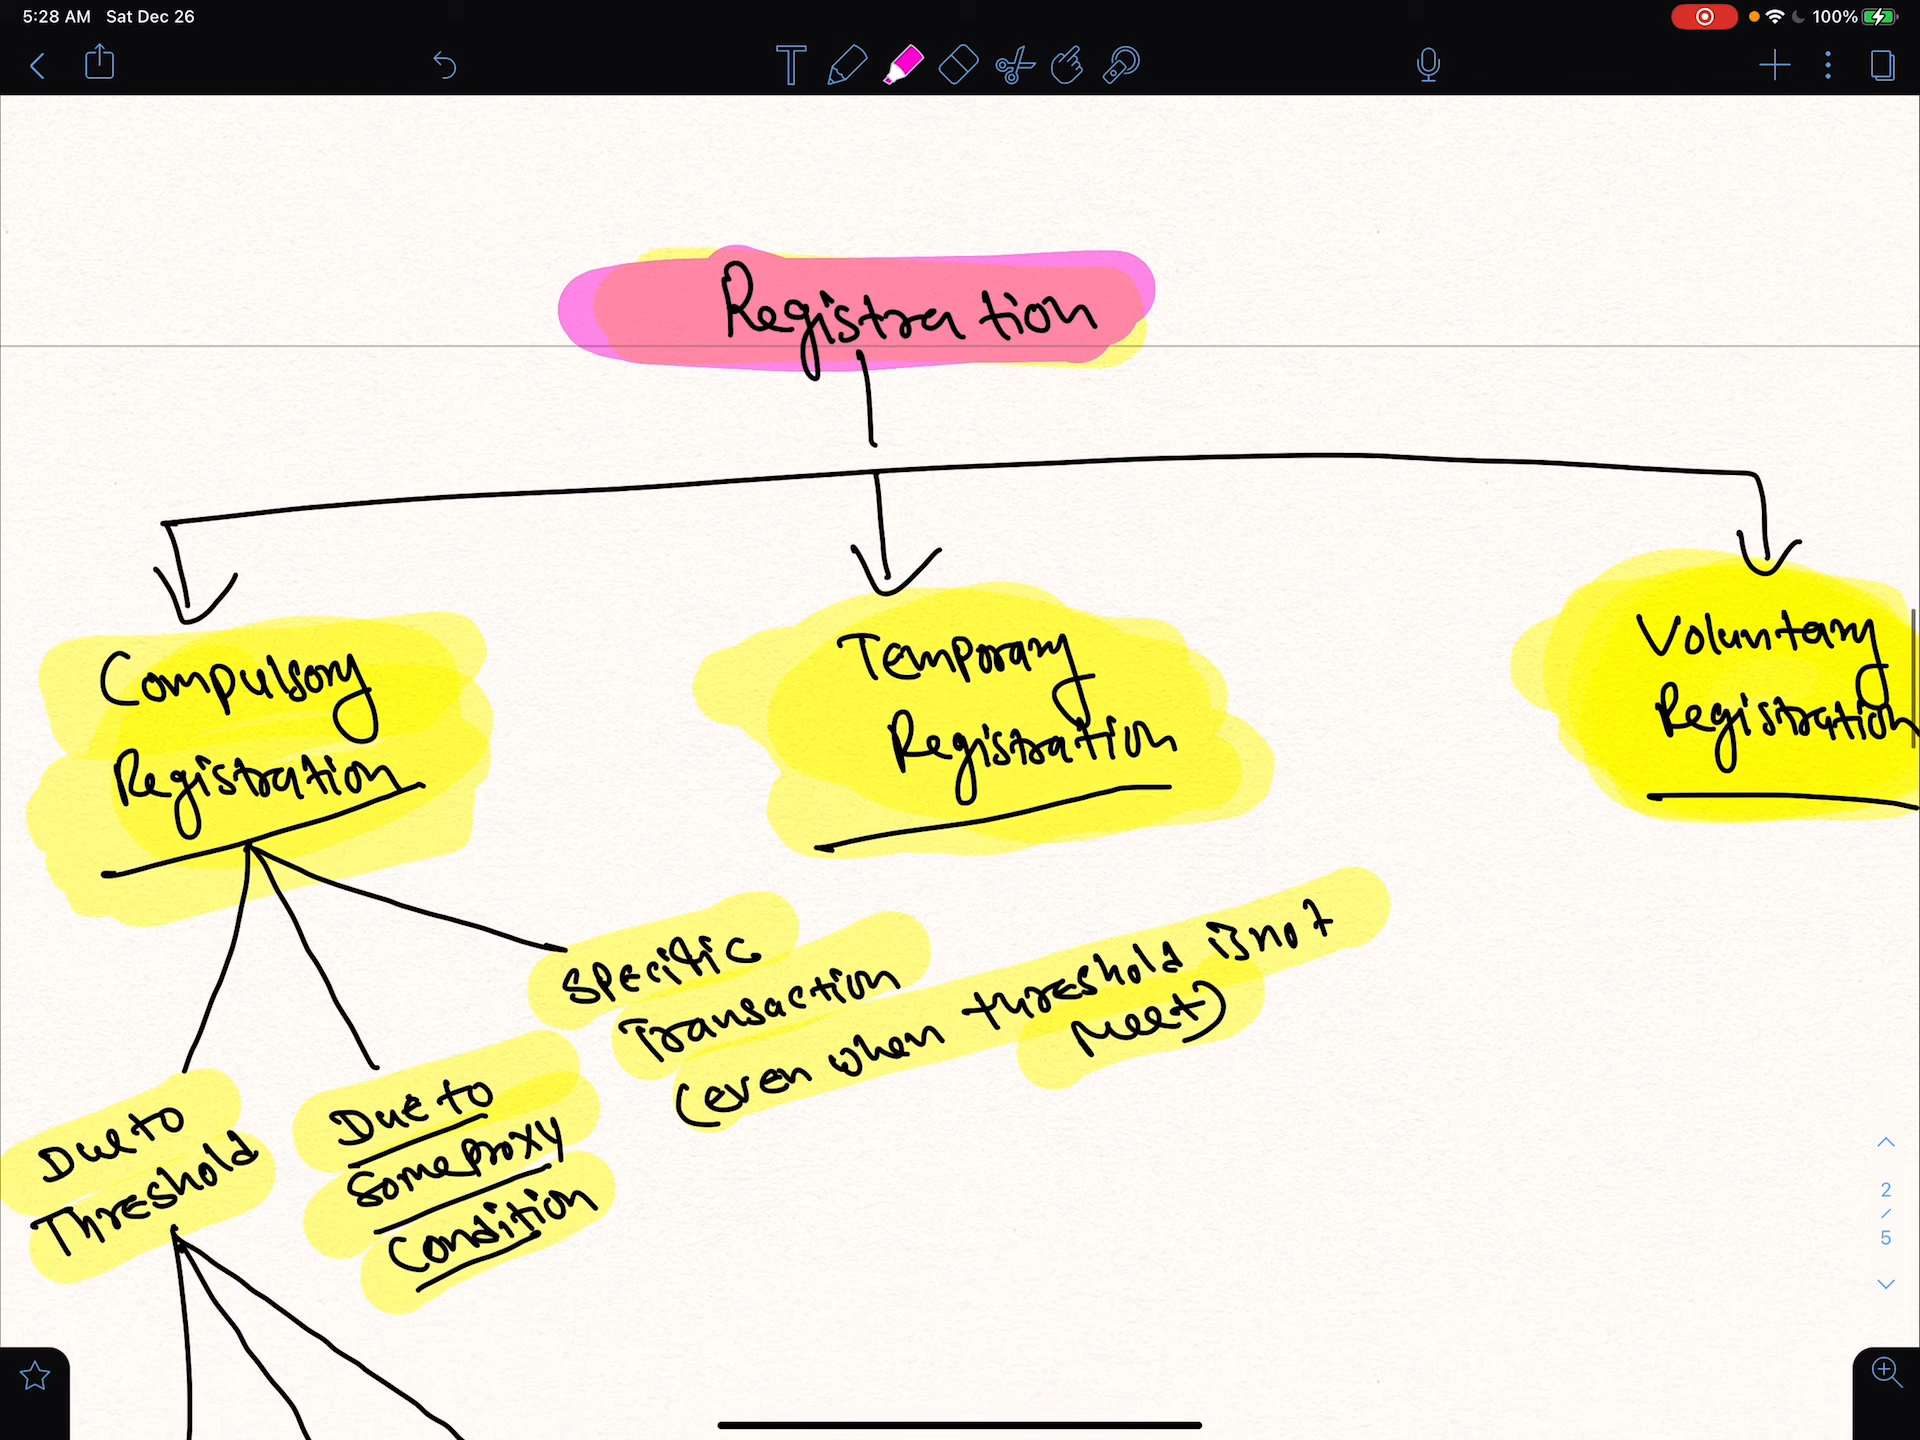 5:28 AM Sat Dec 26
100%
Registration
Compulsory
Registration
Temporary
Registration
Voluntary
Registration
Specific
Transaction
(even when threshold is not
meet)
Due to
Threshold
Due to
Some proxy
Condition
2
5